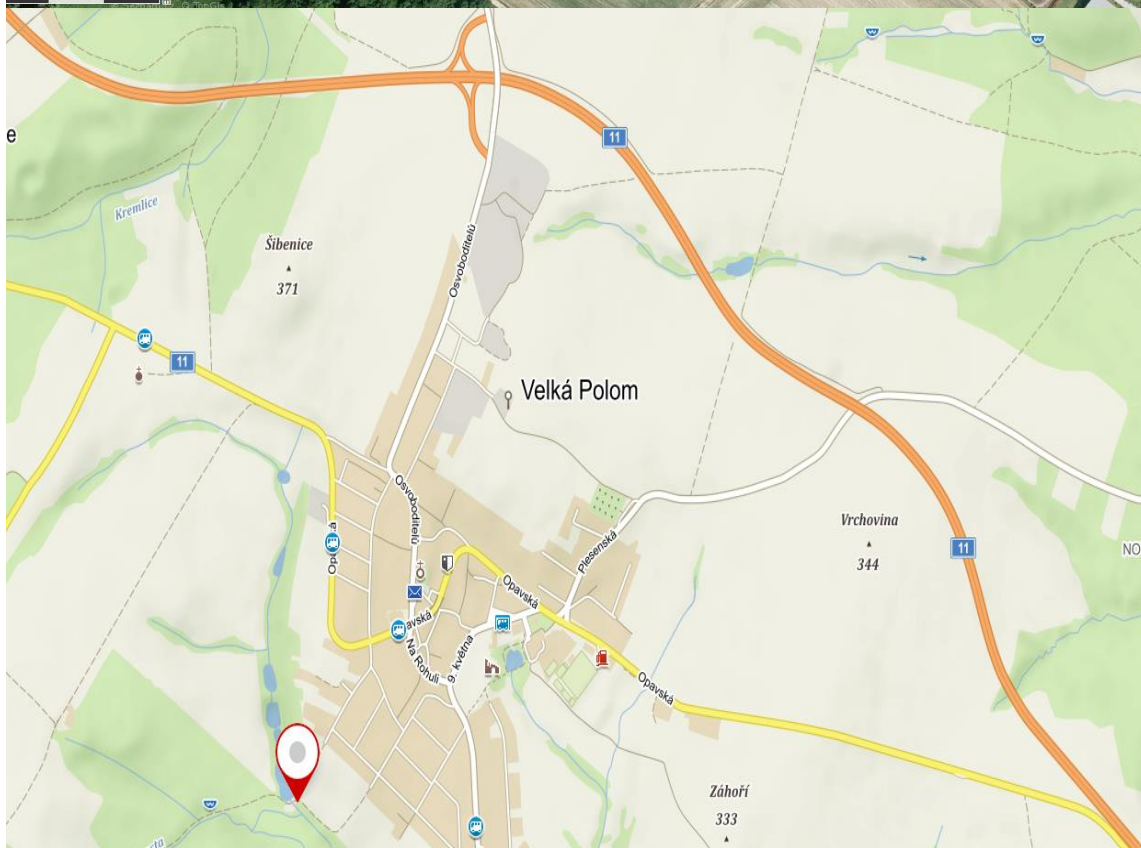 11
e
Kremlice
Šibenice
371
Osvoboditelů
11
Velká Polom
Osvoboditelů
Vrchovina
344
11
NO
Plesenská
Opavská
Opavská
9. května
Na Rohuli
Opavská
Záhoří
333